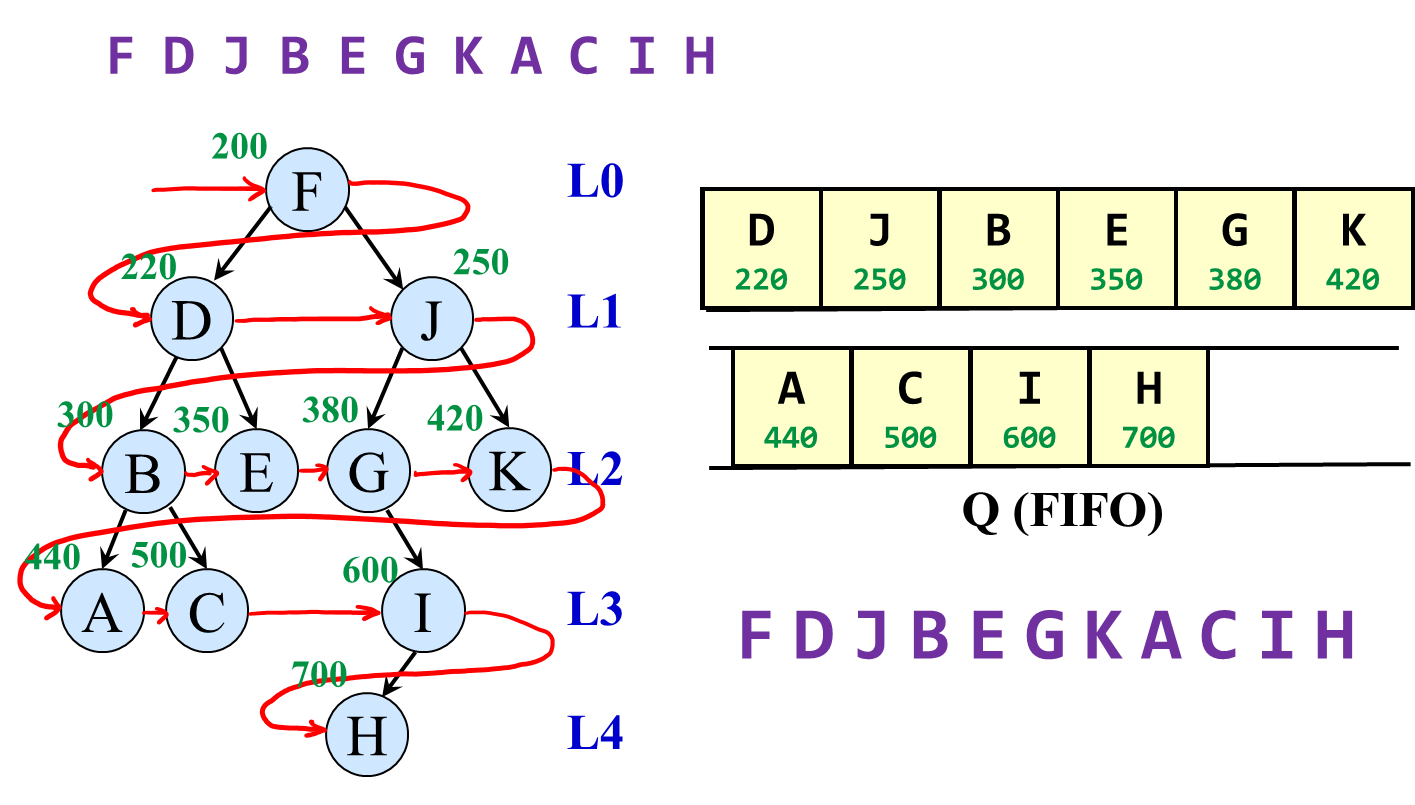 F D J B E G K A C I H
200
F
L0
220
250
D
J
L1
300
350
380
420
B
E
G
K
L2
440
500
600
A
C
I
L3
700
H
L4
D J B E G K
220 250 300 350 380 420
A C I H
440 500 600 700
Q (FIFO)
F D J B E G K A C I H